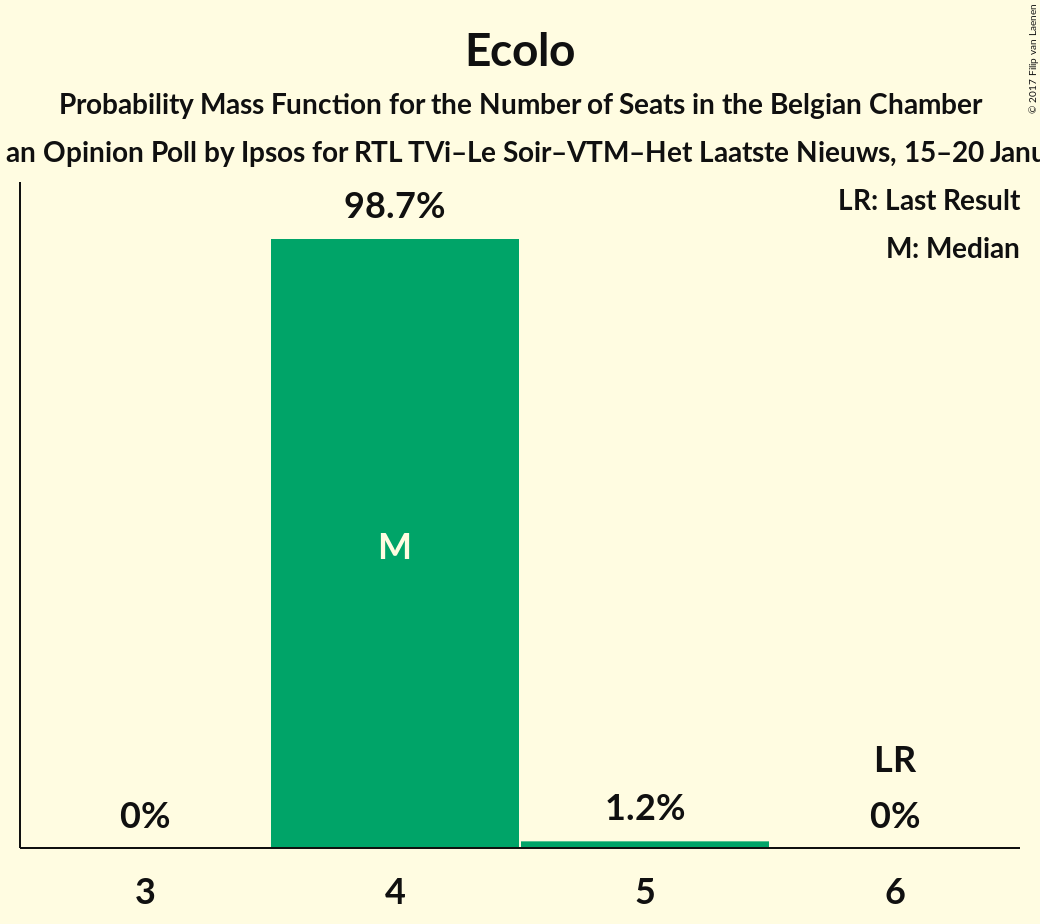 Ecolo
Probability Mass Function for the Number of Seats in the Belgian Chamber
an Opinion Poll by Ipsos for RTL TVi–Le Soir–VTM–Het Laatste Nieuws, 15–20
© 2017 Filip van Laenen
LR: Last Result
M: Median
98.7%
M
LR
0%
1.2%
0%
3
4
5
6